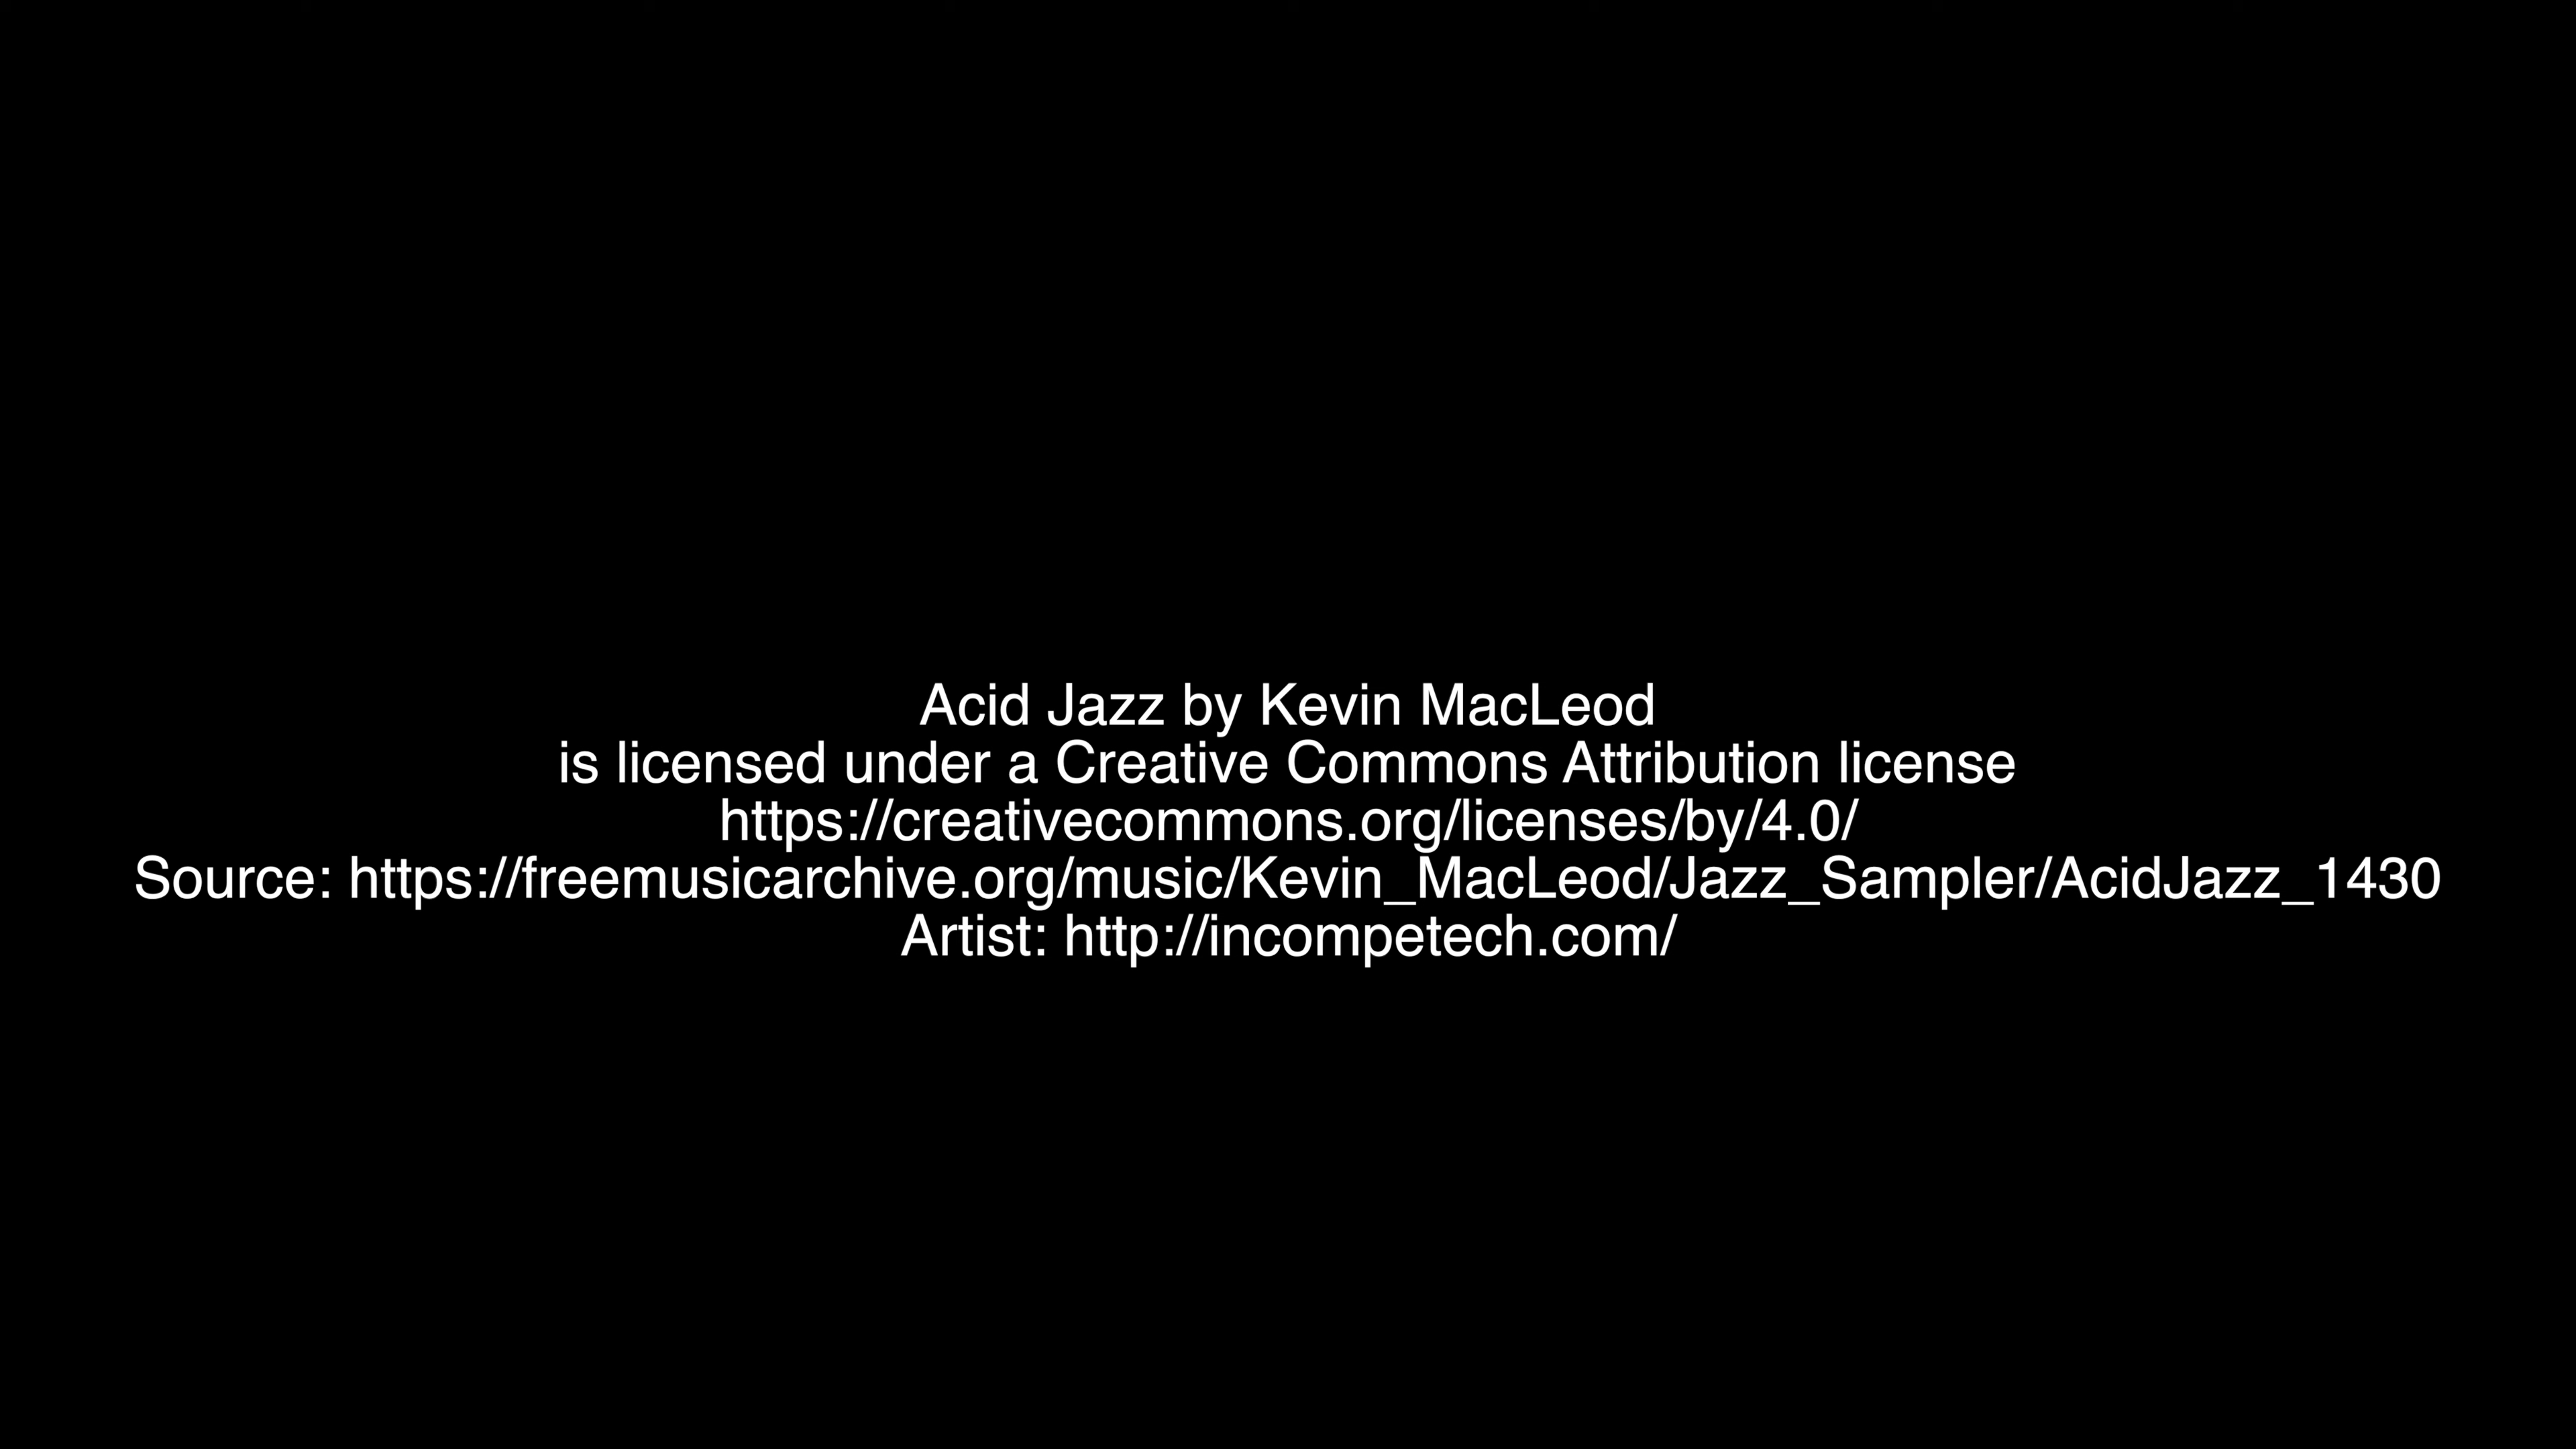 Acid Jazz by Kevin MacLeod
is licensed under a Creative Commons Attribution license
https://creativecommons.org/licenses/by/4.0/
Source: https://freemusicarchive.org/music/Kevin_MacLeod/Jazz_Sampler/AcidJazz_1430
Artist: http://incompetech.com/